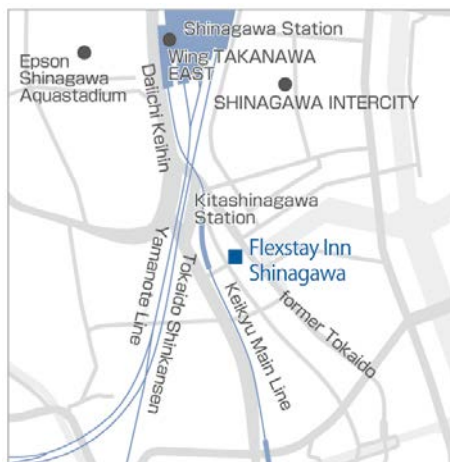 Shinagawa Station
Epson
Shinagawa
Aquastadium
Wing TAKANAWA
EAST
SHINAGAWA INTERCITY
Daiichi Keihin
Kitashinagawa
Station
Flexstay Inn
Shinagawa
Yamanote Line
Tokaido Shinkansen
Keikyu Main Line
former Tokaido